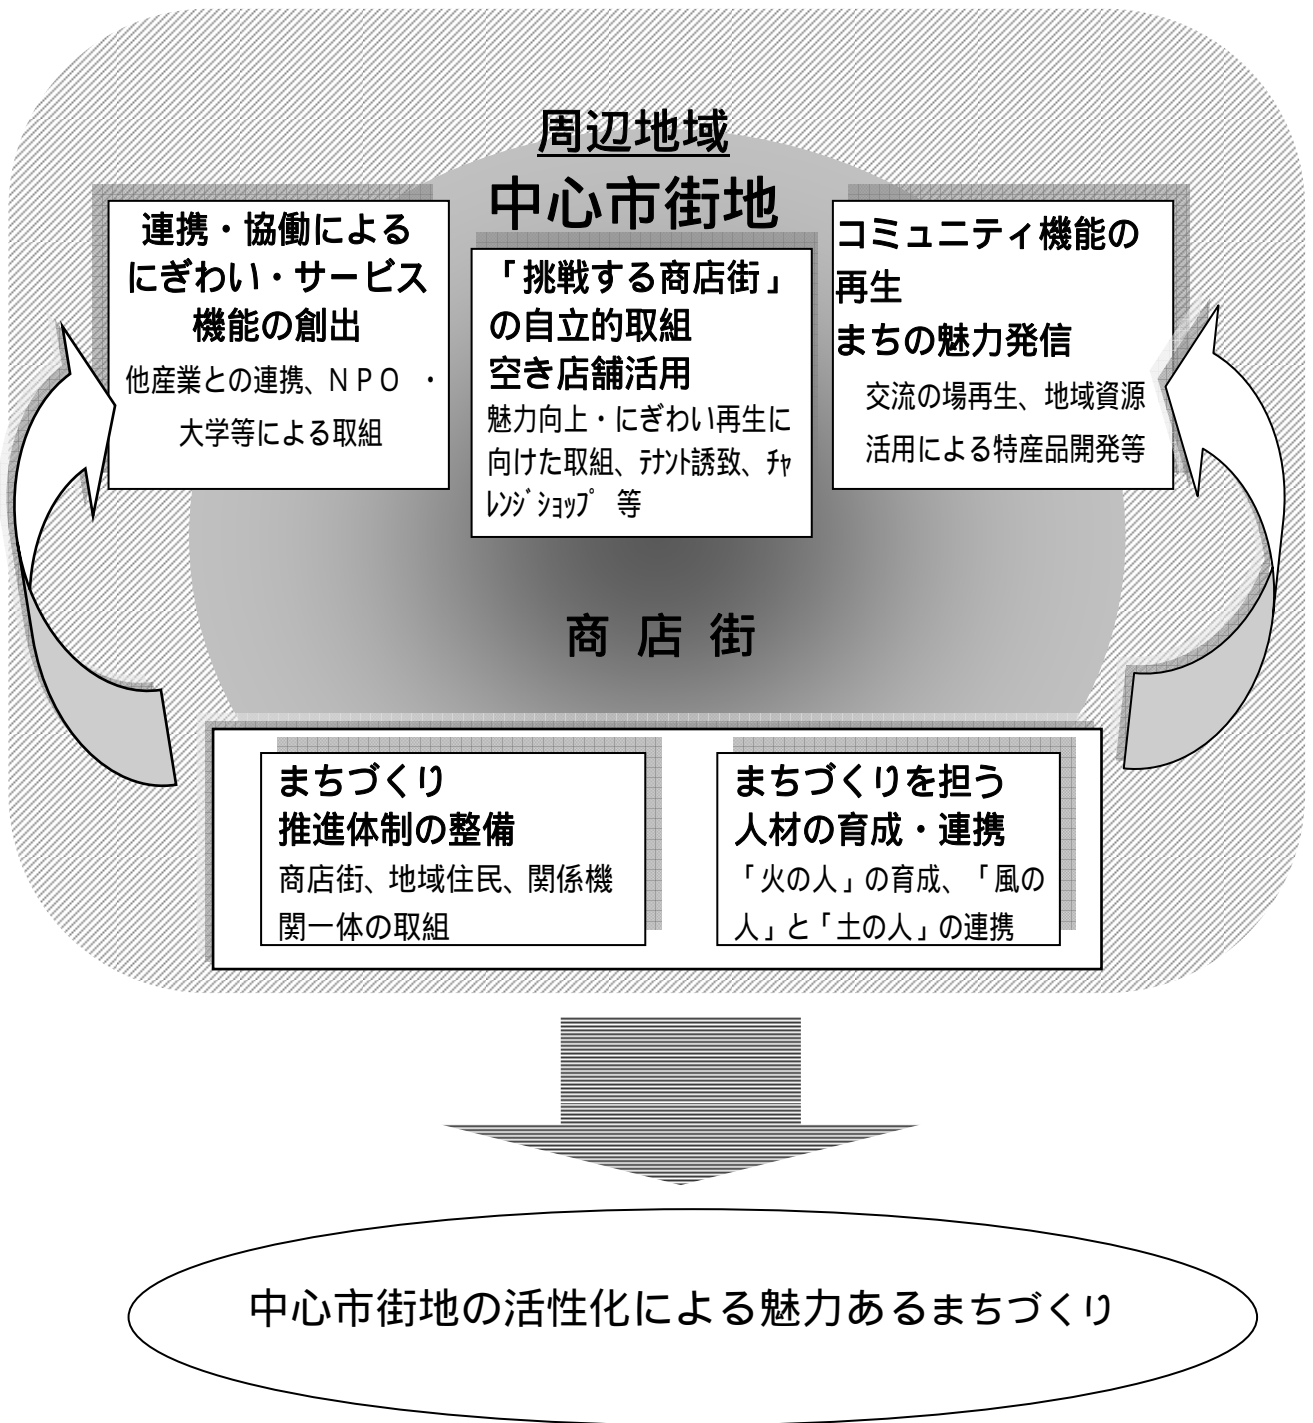 周辺地域
中心市街地
連携・協働による
にぎわい・サービス
機能の創出
他産業との連携、ＮＰＯ・
大学等による取組
「挑戦する商店街」
の自立的取組
空き店舗活用
魅力向上・にぎわい再生に
向けた取組、ﾃﾅﾝﾄ誘致、ﾁｬ
ﾚﾝｼﾞｼｮｯﾌﾟ 等
コミュニティ機能の
再生
まちの魅力発信
交流の場再生、地域資源
活用による特産品開発等
商 店 街
まちづくり
推進体制の整備
商店街、地域住民、関係機
関一体の取組
まちづくりを担う
人材の育成・連携
「火の人」の育成、「風の
人」と「土の人」の連携
中心市街地の活性化による魅力あるまちづくり